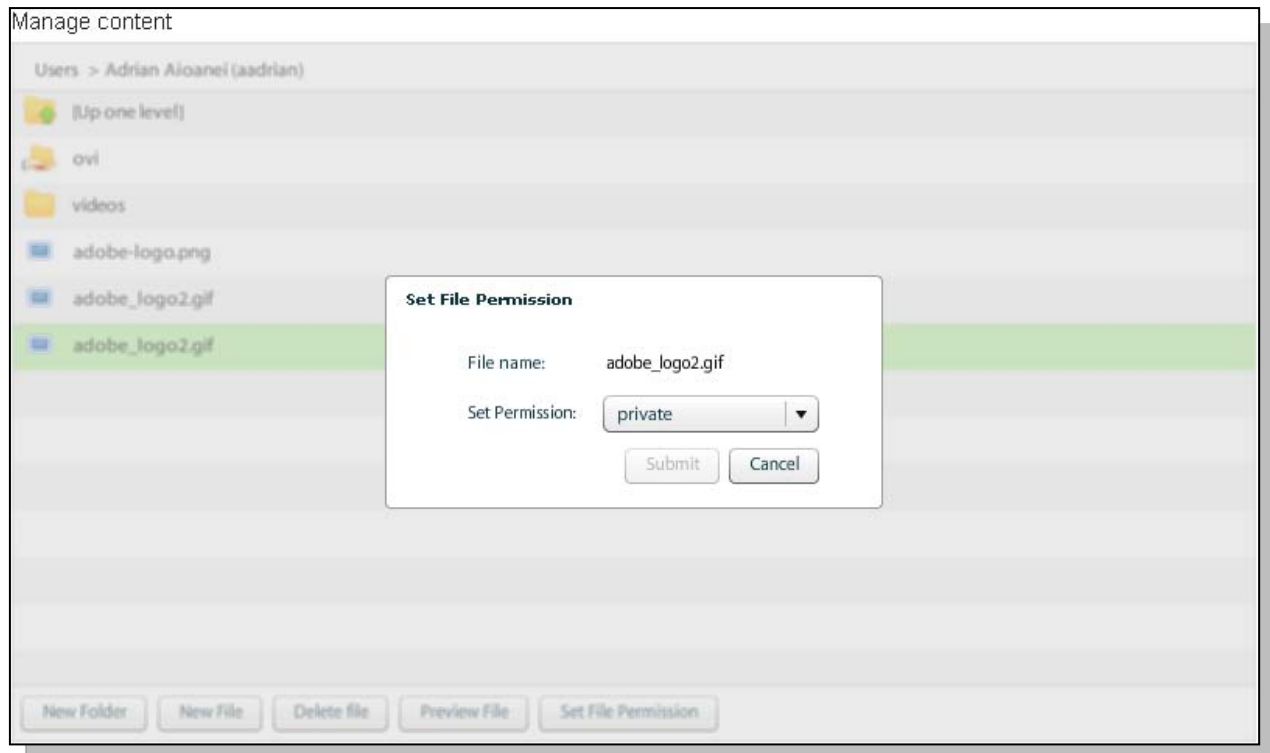 Manage content
Users > Adrian Aioanei (aadrian)
[Up one level]
ovi
videos
adobe-logo.png
adobe_logo2.gif
adobe_logo2.gif
Set File Permission
File name: adobe_logo2.gif
Set Permission: private
Submit Cancel
New Folder New File Delete file Preview File Set File Permission